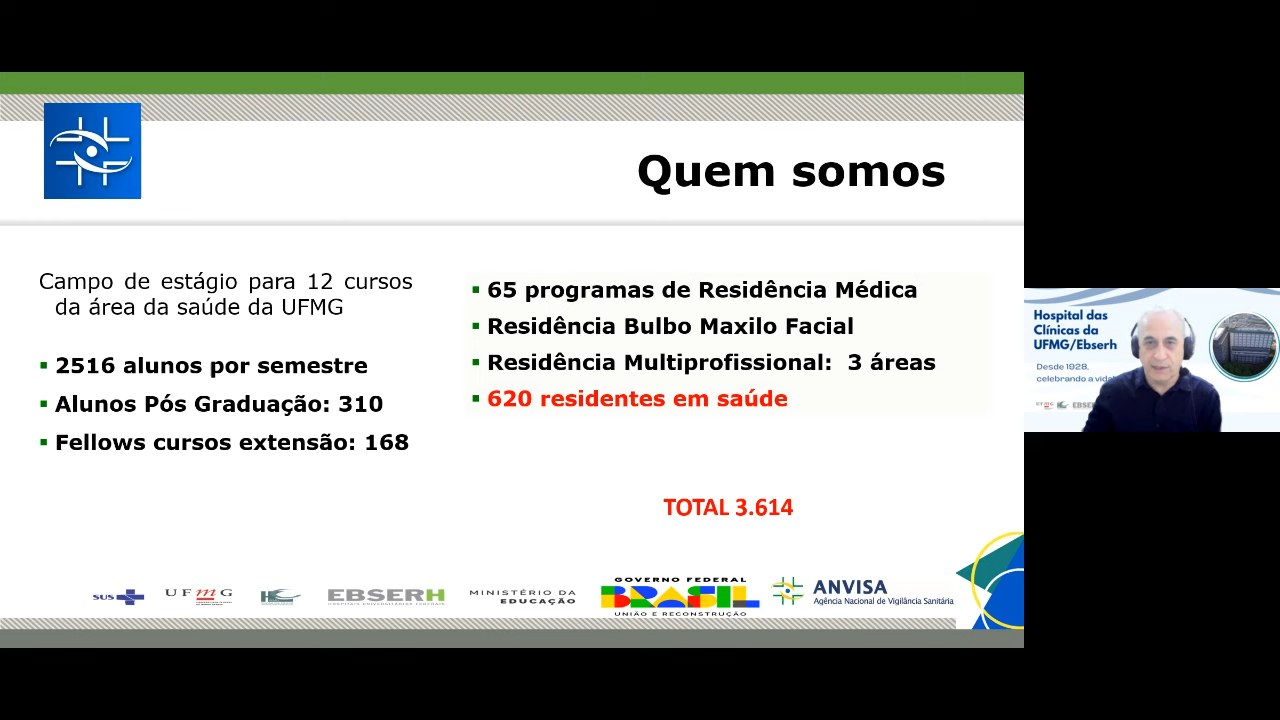 Quem somos
Campo de estágio para 12 cursos
da área da saúde da UFMG
2516 alunos por semestre
Alunos Pós Graduação: 310
Fellows cursos extensão: 168
65 programas de Residência Médica
Residência Bulbo Maxilo Facial
Residência Multiprofissional: 3 áreas
620 residentes em saúde
TOTAL 3.614
SUS
UFMG
EBSERH
HOSPITAIS UNIVERSITÁRIOS FEDERAIS
MINISTÉRIO DA
EDUCAÇÃO
GOVERNO FEDERAL
BRASIL
UNIÃO E RECONSTRUÇÃO
ANVISA
Agência Nacional de Vigilância Sanitária
Hospital das
Clínicas da
UFMG/Ebserh
Desde 1928,
celebrando a vida